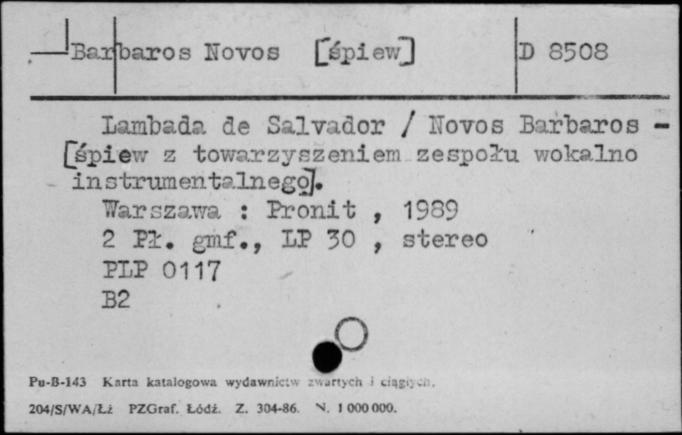 Barbaros Novos [śpiew] D 8508
Lambada de Salvador / Novos Barbaros -
[śpiew z towarzyszeniem zespołu wokalno
instrumentalnego].
Warszawa : Pronit , 1989
2 Pł. gmf., LP 30 , stereo
PLP 0117
B2
Pu-B-143 Karta katalogowa wydawnictw zwartych i ciągłych.
204/S/WA/Łż PZGraf. Łódź. Z. 304-86. N. 1 000 000.